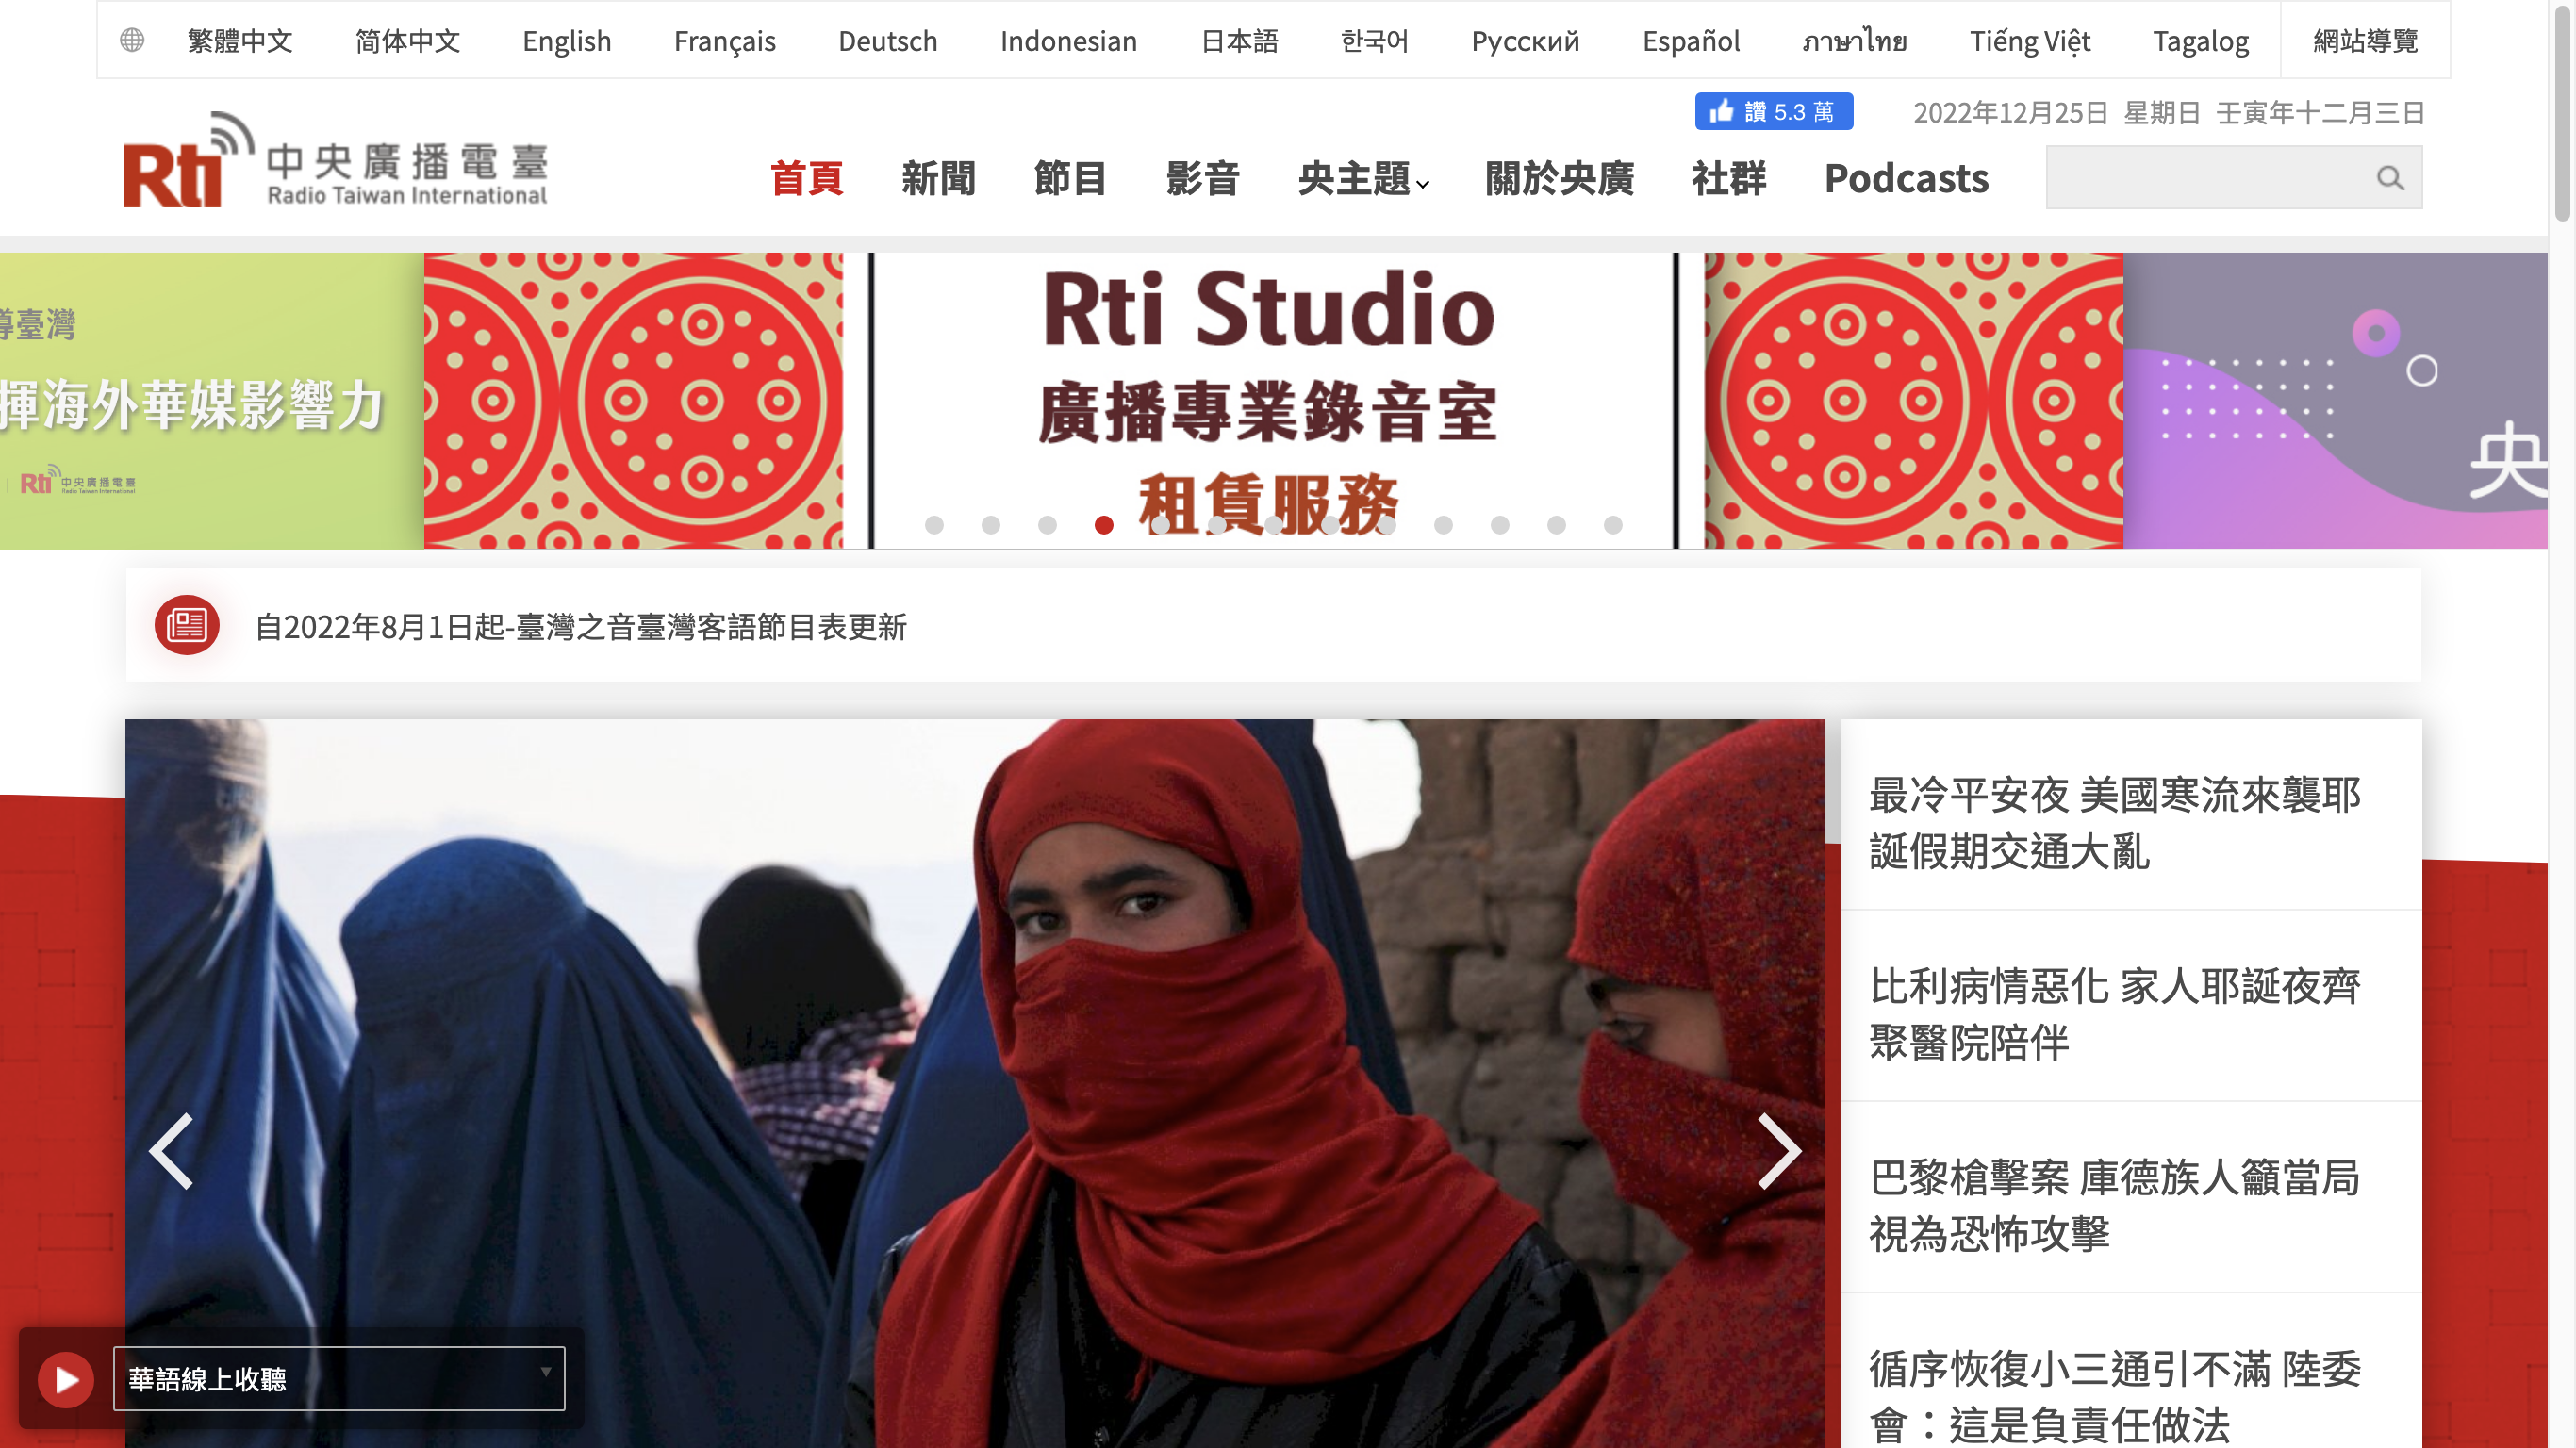 繁體中文 简体中文 English Français Deutsch Indonesian 日本語 한국어 Русский Español ภาษาไทย Tiếng Việt Tagalog 網站導覽
讚 5.3 萬 2022年12月25日 星期日 壬寅年十二月三日
Rti 中央廣播電臺
Radio Taiwan International
首頁 新聞 節目 影音 央主題 關於央廣 社群 Podcasts
臺灣
揮海外華媒影響力
Rti 中央廣播電臺
Radio Taiwan International
Rti Studio
廣播專業錄音室
租賃服務
央
自2022年8月1日起-臺灣之音臺灣客語節目表更新
最冷平安夜 美國寒流來襲耶
誕假期交通大亂
比利病情惡化 家人耶誕夜齊
聚醫院陪伴
巴黎槍擊案 庫德族人籲當局
視為恐怖攻擊
循序恢復小三通引不滿 陸委
會：這是負責任做法
華語線上收聽